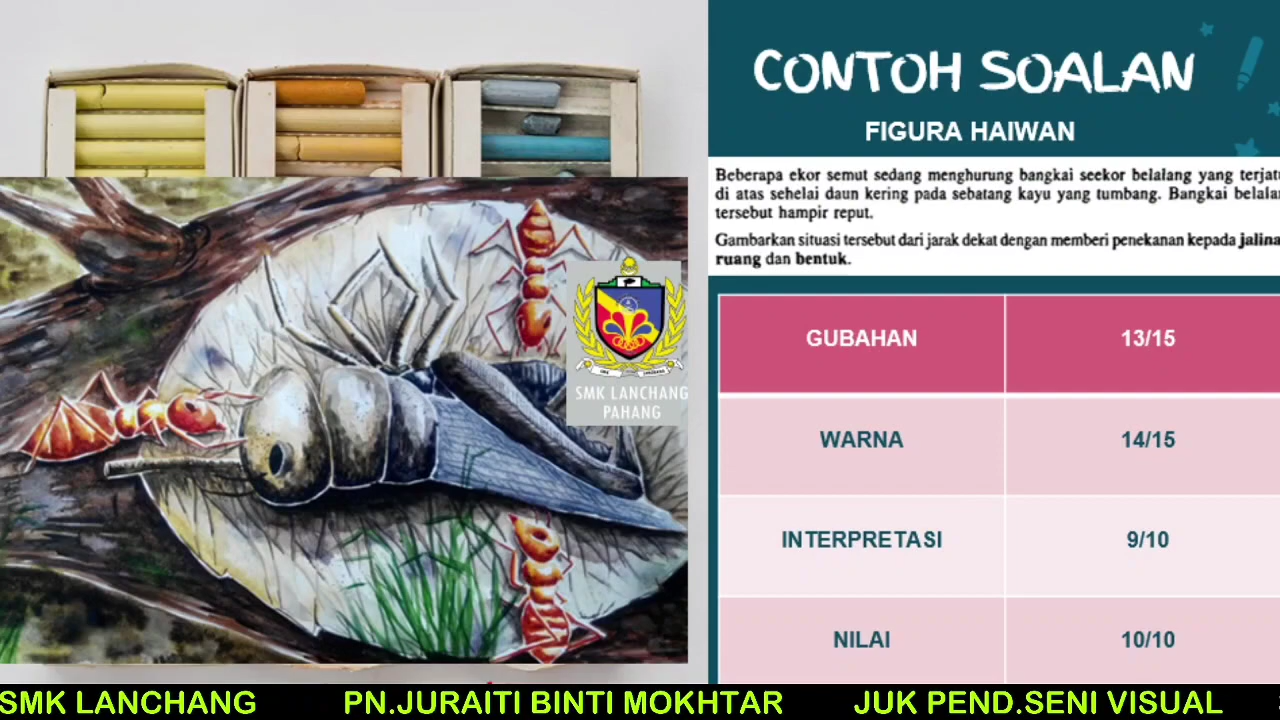 CONTOH SOALAN
FIGURA HAIWAN
Beberapa ekor semut sedang menghurung bangkai seekor belalang yang
di atas sehelai daun kering pada sebatang kayu yang tumbang. Bangkai
tersebut hampir reput.
Gambarkan situasi tersebut dari jarak dekat dengan memberi penekanan kepada
ruang dan bentuk.
SMK LANCHANG
PAHANG
GUBAHAN 13/15
WARNA 14/15
INTERPRETASI 9/10
NILAI 10/10
SMK LANCHANG PN.JURAITI BINTI MOKHTAR JUK PEND.SENI VISUAL